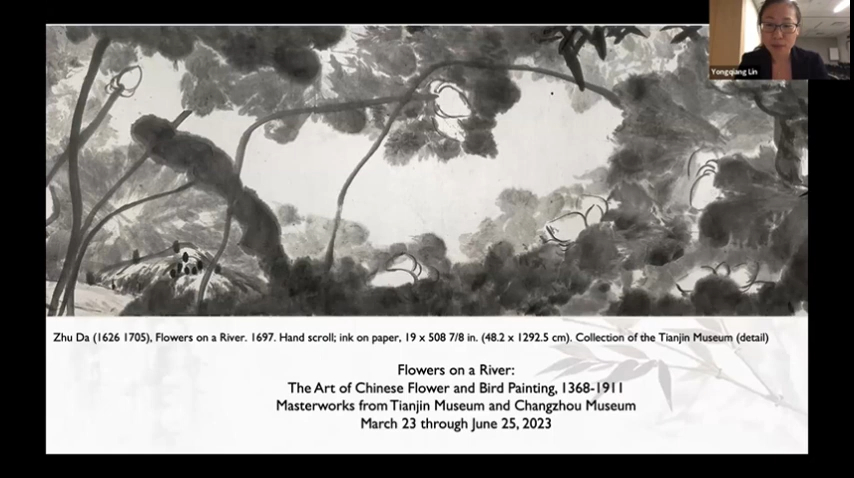 Yongqiang Lin
Zhu Da (1626 1705), Flowers on a River. 1697. Hand scroll; ink on paper, 19 x 508 7/8 in. (48.2 x 1292.5 cm). Collection of the Tianjin Museum (detail)
Flowers on a River:
The Art of Chinese Flower and Bird Painting, 1368-1911
Masterworks from Tianjin Museum and Changzhou Museum
March 23 through June 25, 2023